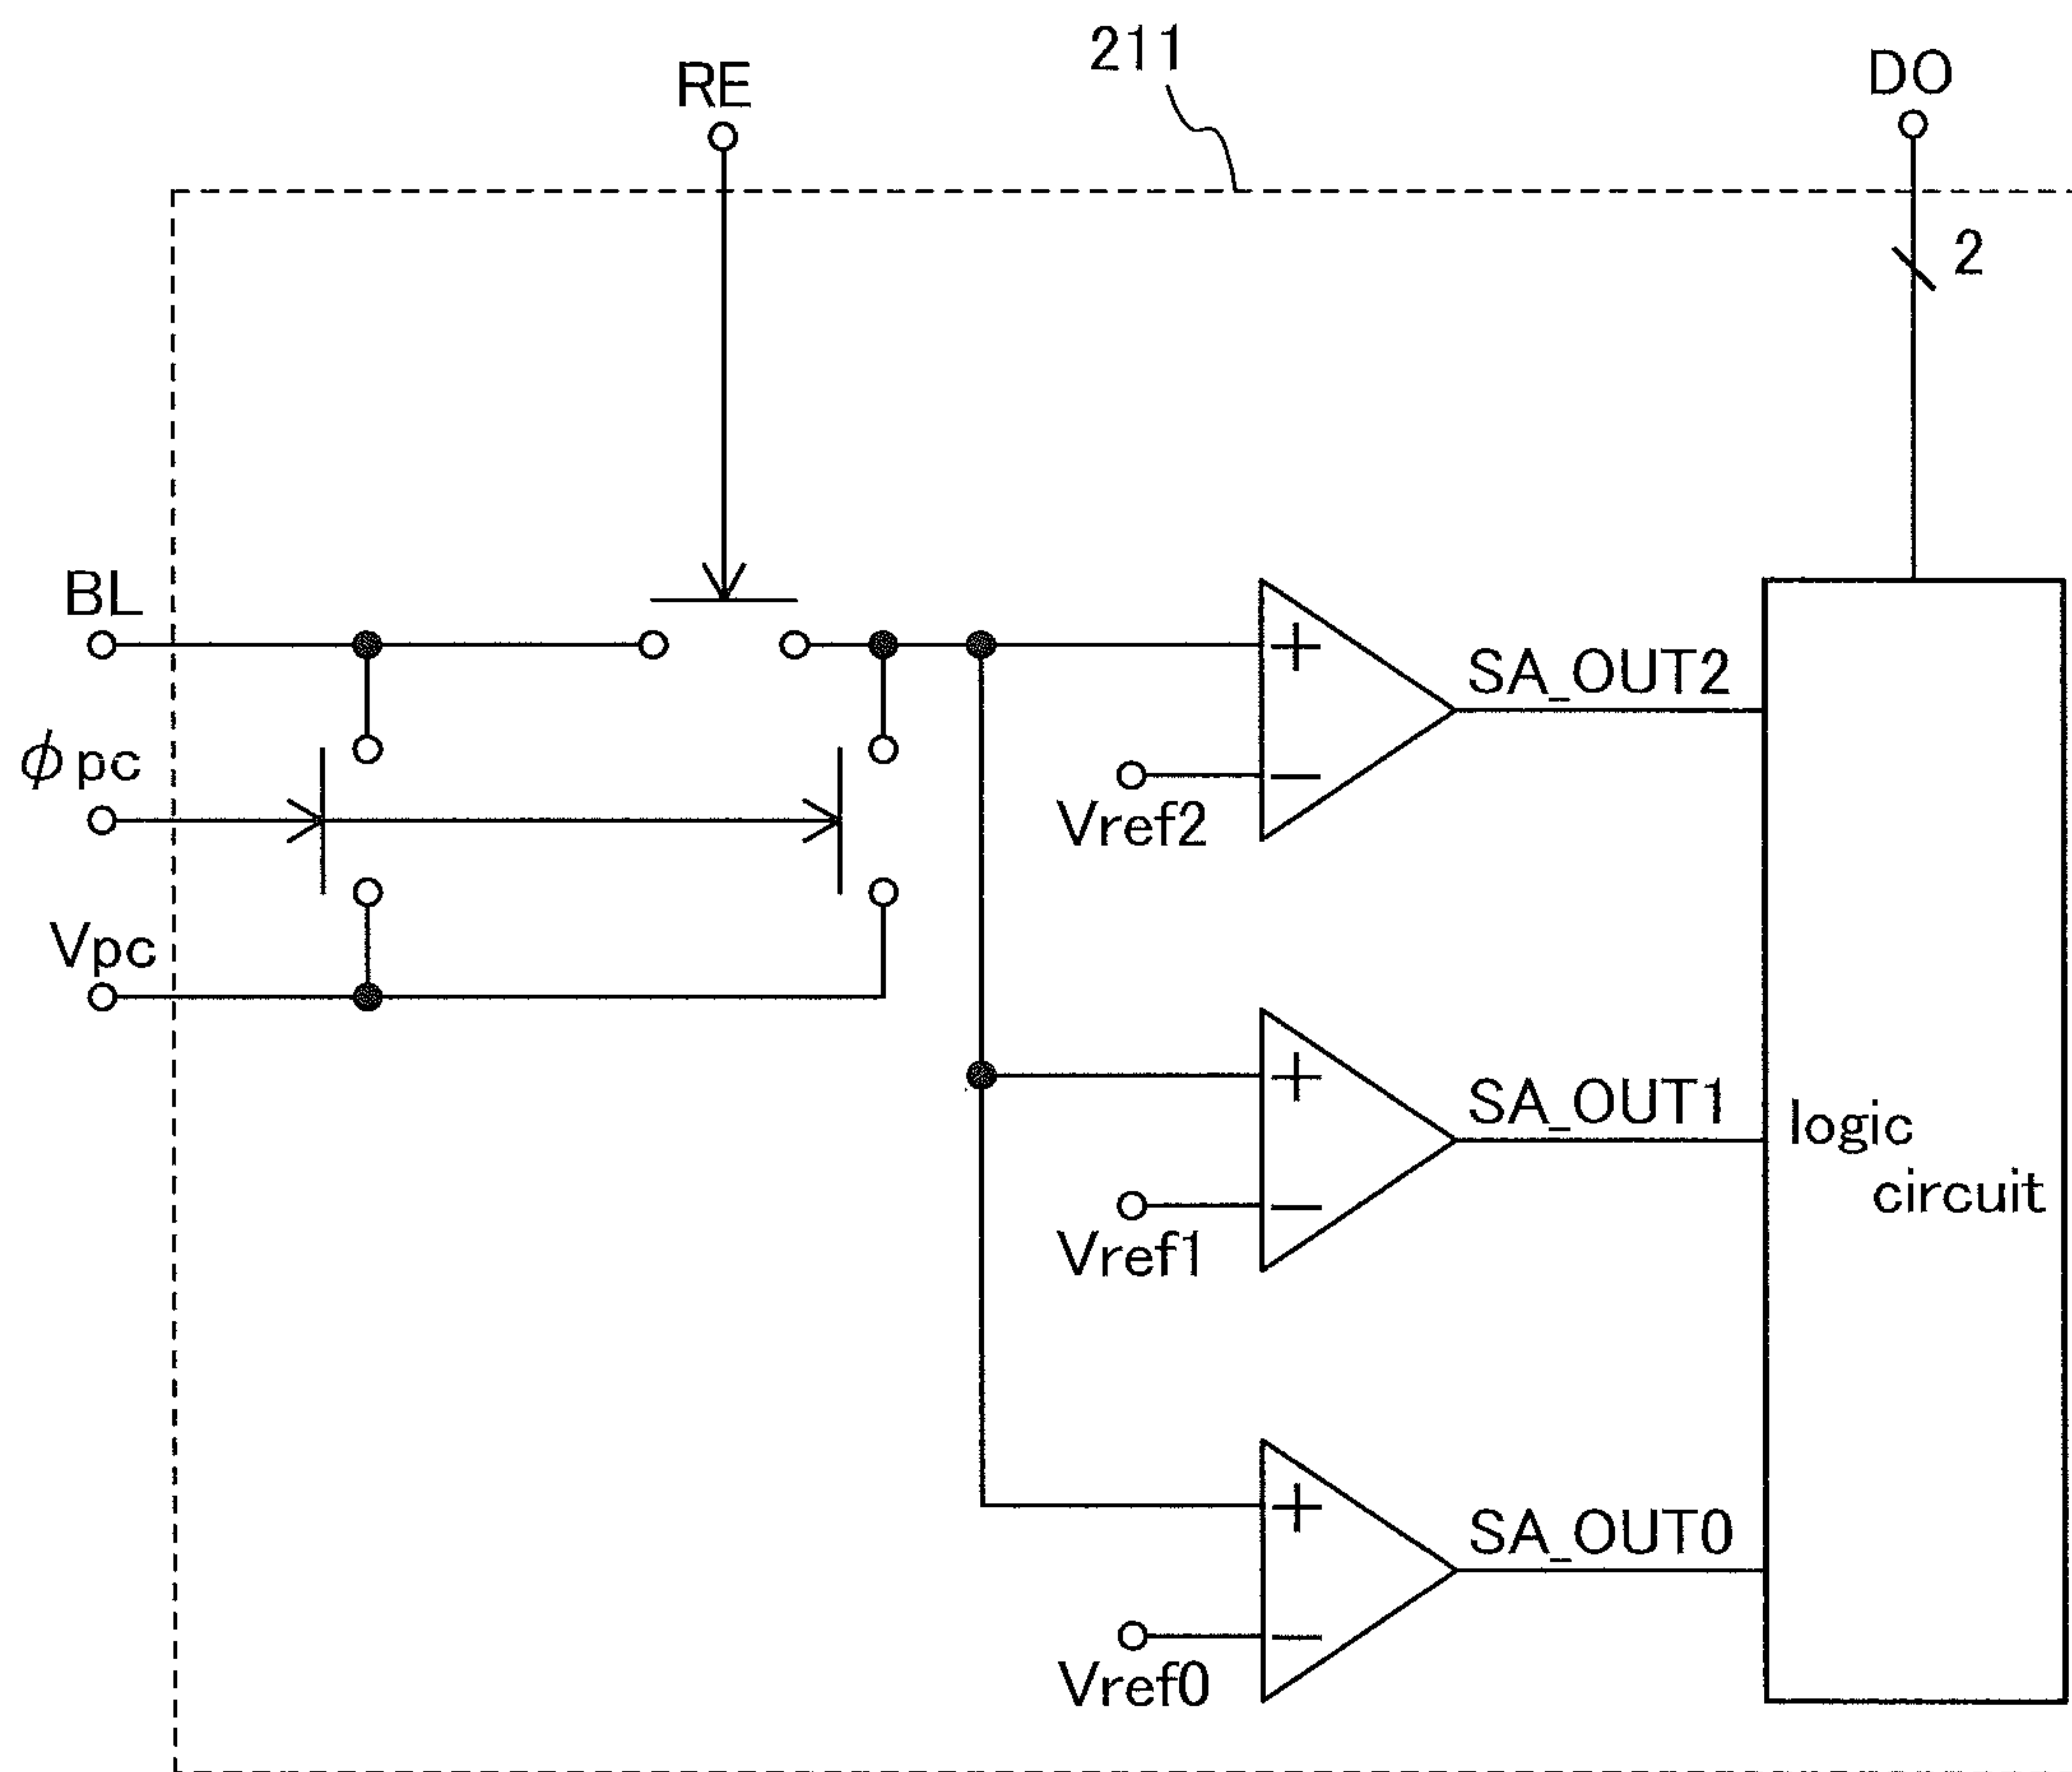 211
RE
DO
2
BL
SA_OUT2
φpc
Vref2
Vpc
SA_OUT1
logic
circuit
Vref1
SA_OUT0
Vref0